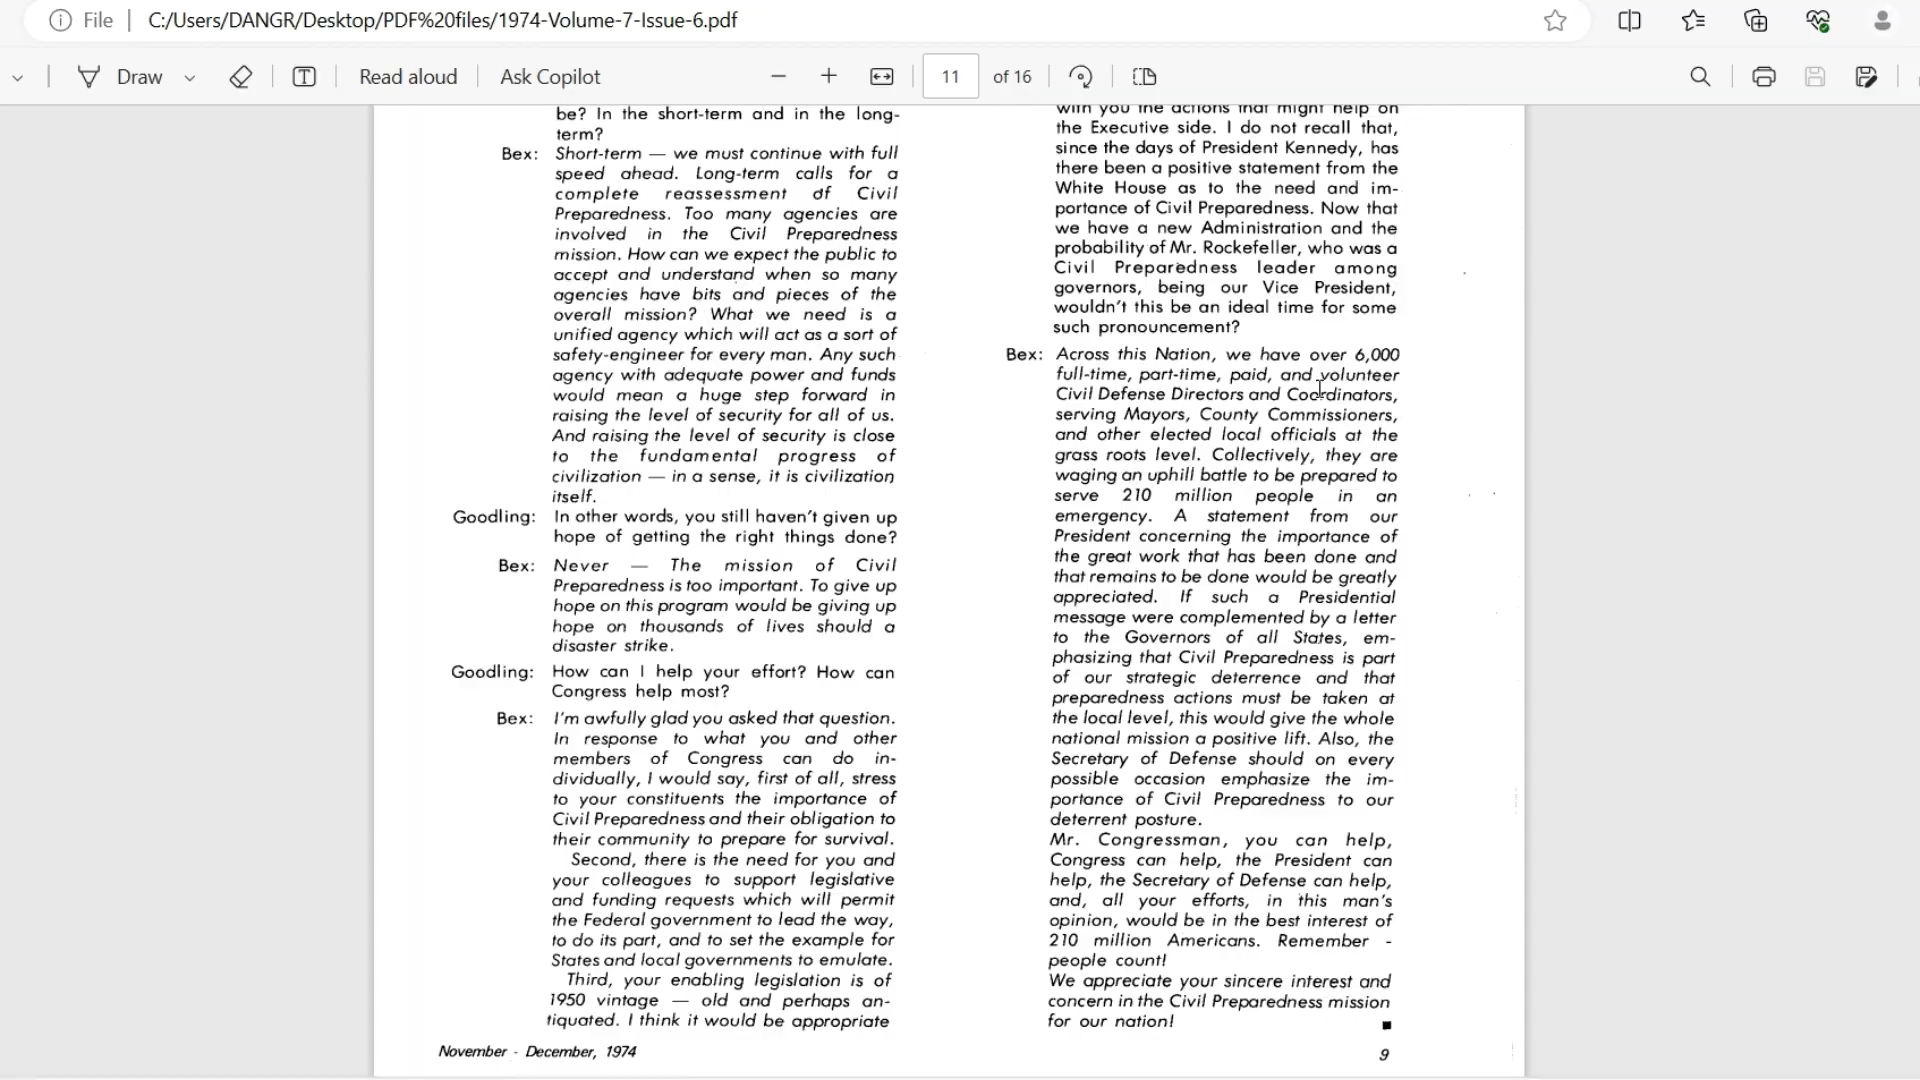 File
C:/Users/DANGR/Desktop/PDF%20files/1974-Volume-7-Issue-6.pdf
Draw
Read aloud
Ask Copilot
11 of 16
be? In the short-term and in the long-
term?
Bex: Short-term — we must continue with full
speed ahead. Long-term calls for a
complete reassessment of Civil
Preparedness. Too many agencies are
involved in the Civil Preparedness
mission. How can we expect the public to
accept and understand when so many
agencies have bits and pieces of the
overall mission? What we need is a
unified agency which will act as a sort of
safety-engineer for every man. Any such
agency with adequate power and funds
would mean a huge step forward in
raising the level of security for all of us.
And raising the level of security is close
to the fundamental progress of
civilization — in a sense, it is civilization
itself.
Goodling: In other words, you still haven't given up
hope of getting the right things done?
Bex: Never — The mission of Civil
Preparedness is too important. To give up
hope on this program would be giving up
hope on thousands of lives should a
disaster strike.
Goodling: How can I help your effort? How can
Congress help most?
Bex: I'm awfully glad you asked that question.
In response to what you and other
members of Congress can do in-
dividually, I would say, first of all, stress
to your constituents the importance of
Civil Preparedness and their obligation to
their community to prepare for survival.
Second, there is the need for you and
your colleagues to support legislative
and funding requests which will permit
the Federal government to lead the way,
to do its part, and to set the example for
States and local governments to emulate.
Third, your enabling legislation is of
1950 vintage — old and perhaps an-
tiquated. I think it would be appropriate
with you the actions that might help on
the Executive side. I do not recall that,
since the days of President Kennedy, has
there been a positive statement from the
White House as to the need and im-
portance of Civil Preparedness. Now that
we have a new Administration and the
probability of Mr. Rockefeller, who was a
Civil Preparedness leader among
governors, being our Vice President,
wouldn't this be an ideal time for some
such pronouncement?
Bex: Across this Nation, we have over 6,000
full-time, part-time, paid, and volunteer
Civil Defense Directors and Coordinators,
serving Mayors, County Commissioners,
and other elected local officials at the
grass roots level. Collectively, they are
waging an uphill battle to be prepared to
serve 210 million people in an
emergency. A statement from our
President concerning the importance of
the great work that has been done and
that remains to be done would be greatly
appreciated. If such a Presidential
message were complemented by a letter
to the Governors of all States, em-
phasizing that Civil Preparedness is part
of our strategic deterrence and that
preparedness actions must be taken at
the local level, this would give the whole
national mission a positive lift. Also, the
Secretary of Defense should on every
possible occasion emphasize the im-
portance of Civil Preparedness to our
deterrent posture.
Mr. Congressman, you can help,
Congress can help, the President can
help, the Secretary of Defense can help,
and, all your efforts, in this man's
opinion, would be in the best interest of
210 million Americans. Remember -
people count!
We appreciate your sincere interest and
concern in the Civil Preparedness mission
for our nation!
November - December, 1974
9